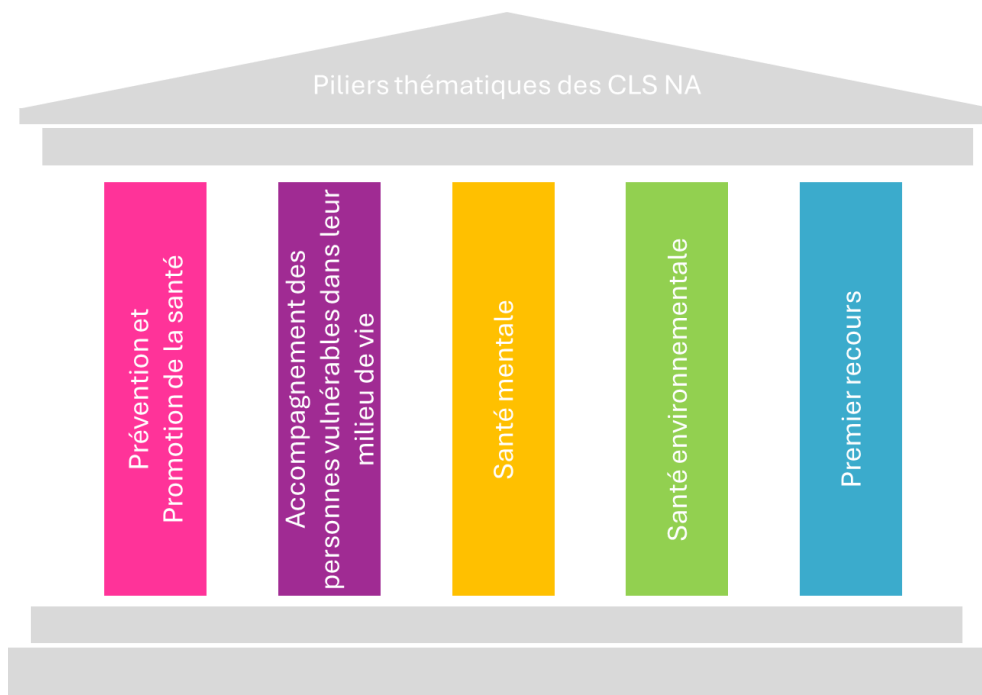 Piliers thématiques des CLS NA
Prévention et
Promotion de la santé
Accompagnement des
personnes vulnérables dans leur
milieu de vie
Santé mentale
Santé environnementale
Premier recours